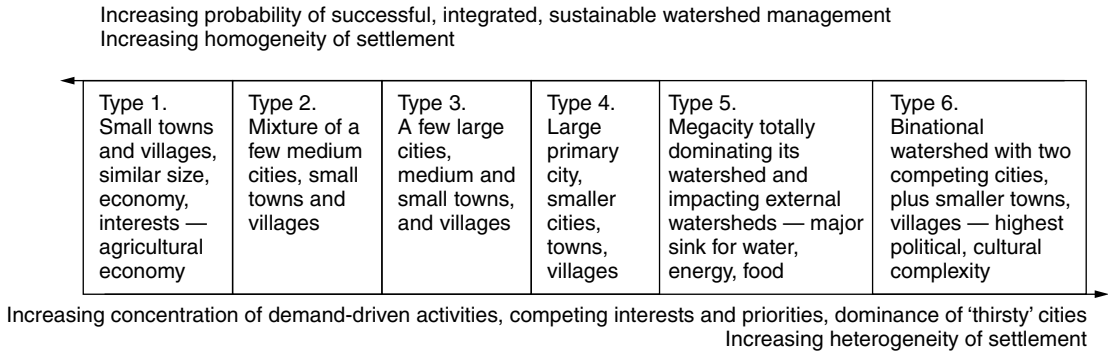 Increasing probability of successful, integrated, sustainable watershed management
Increasing homogeneity of settlement
Type 1.
Small towns
and villages,
similar size,
economy,
interests —
agricultural
economy
Type 2.
Mixture of a
few medium
cities, small
towns and
villages
Type 3.
A few large
cities,
medium and
small towns,
and villages
Type 4.
Large
primary
city,
smaller
cities,
towns,
villages
Type 5.
Megacity totally
dominating its
watershed and
impacting external
watersheds — major
sink for water,
energy, food
Type 6.
Binational
watershed with two
competing cities,
plus smaller towns,
villages — highest
political, cultural
complexity
Increasing concentration of demand-driven activities, competing interests and priorities, dominance of ‘thirsty’ cities
Increasing heterogeneity of settlement